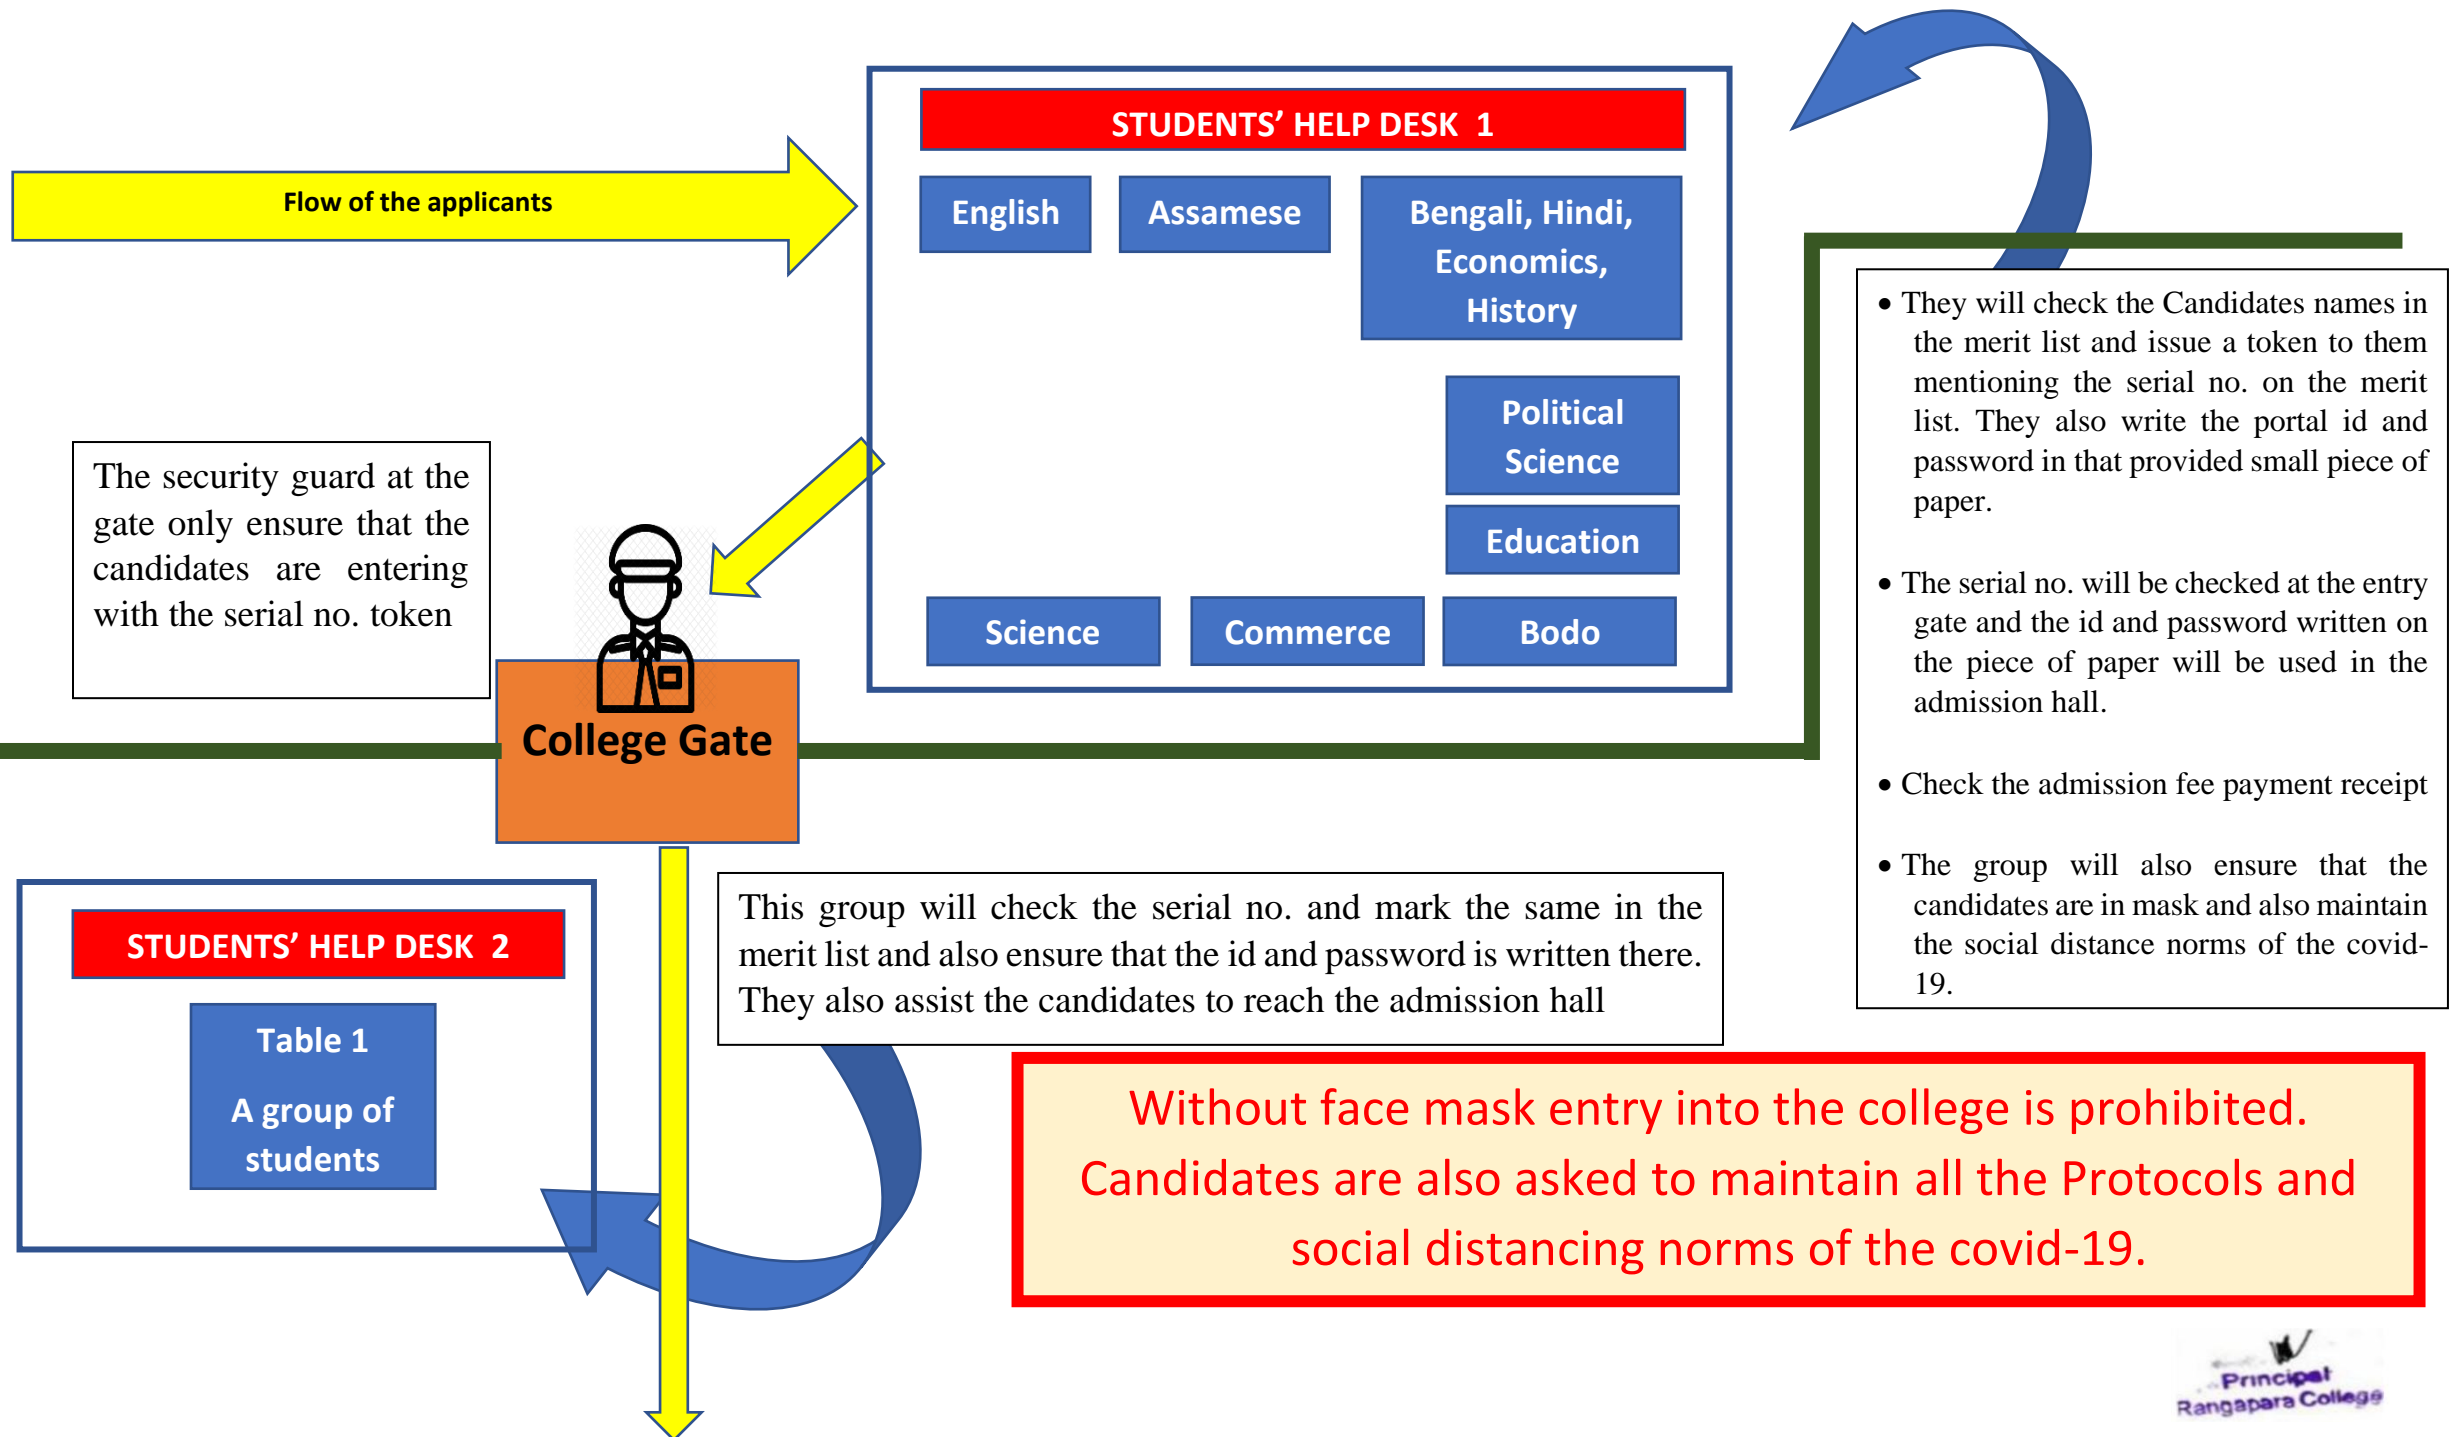 Flow of the applicants
STUDENTS’ HELP DESK 1
English
Assamese
Bengali, Hindi,
Economics,
History
Political
Science
Education
Science
Commerce
Bodo
The security guard at the
gate only ensure that the
candidates are entering
with the serial no. token
College Gate
• They will check the Candidates names in
the merit list and issue a token to them
mentioning the serial no. on the merit
list. They also write the portal id and
password in that provided small piece of
paper.
• The serial no. will be checked at the entry
gate and the id and password written on
the piece of paper will be used in the
admission hall.
• Check the admission fee payment receipt
• The group will also ensure that the
candidates are in mask and also maintain
the social distance norms of the covid-
19.
STUDENTS’ HELP DESK 2
Table 1
A group of
students
This group will check the serial no. and mark the same in the
merit list and also ensure that the id and password is written there.
They also assist the candidates to reach the admission hall
Without face mask entry into the college is prohibited.
Candidates are also asked to maintain all the Protocols and
social distancing norms of the covid-19.
Principal
Rangapara College